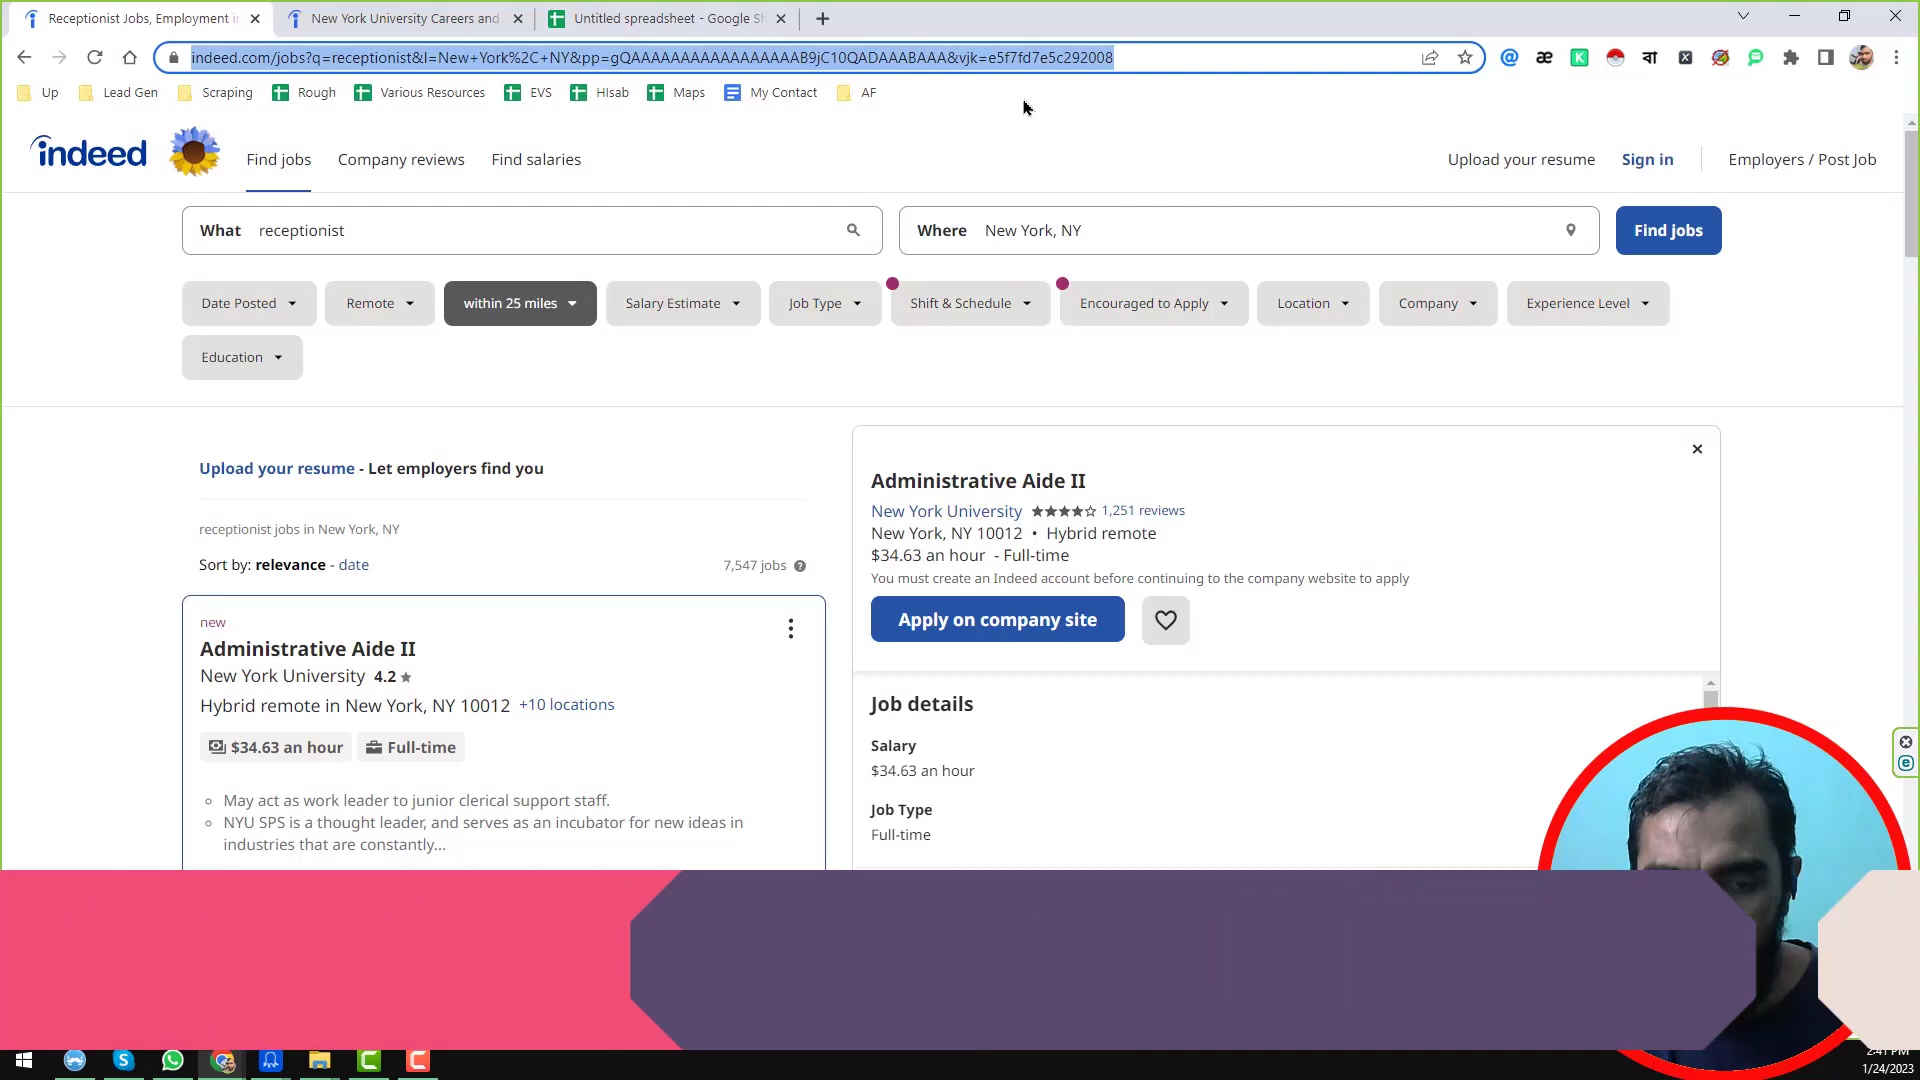 Receptionist Jobs, Employment in
New York University Careers and
Untitled spreadsheet - Google Sh
indeed.com/jobs?q=receptionist&l=New+York%2C+NY&pp=gQAAAAAAAAAAAAAAAAAB9jC10QADAAABAAA&vjk=e5f7fd7e5c292008
Up
Lead Gen
Scraping
Rough
Various Resources
EVS
HIsab
Maps
My Contact
AF
indeed
Find jobs
Company reviews
Find salaries
Upload your resume
Sign in
Employers / Post Job
What receptionist
Where New York, NY
Find jobs
Date Posted
Remote
within 25 miles
Salary Estimate
Job Type
Shift & Schedule
Encouraged to Apply
Location
Company
Experience Level
Education
Upload your resume - Let employers find you
receptionist jobs in New York, NY
Sort by: relevance - date
7,547 jobs
new
Administrative Aide II
New York University 4.2
Hybrid remote in New York, NY 10012 +10 locations
$34.63 an hour
Full-time
May act as work leader to junior clerical support staff.
NYU SPS is a thought leader, and serves as an incubator for new ideas in
industries that are constantly...
Administrative Aide II
New York University 1,251 reviews
New York, NY 10012 • Hybrid remote
$34.63 an hour - Full-time
You must create an Indeed account before continuing to the company website to apply
Apply on company site
Job details
Salary
$34.63 an hour
Job Type
Full-time
2:41 PM
1/24/2023